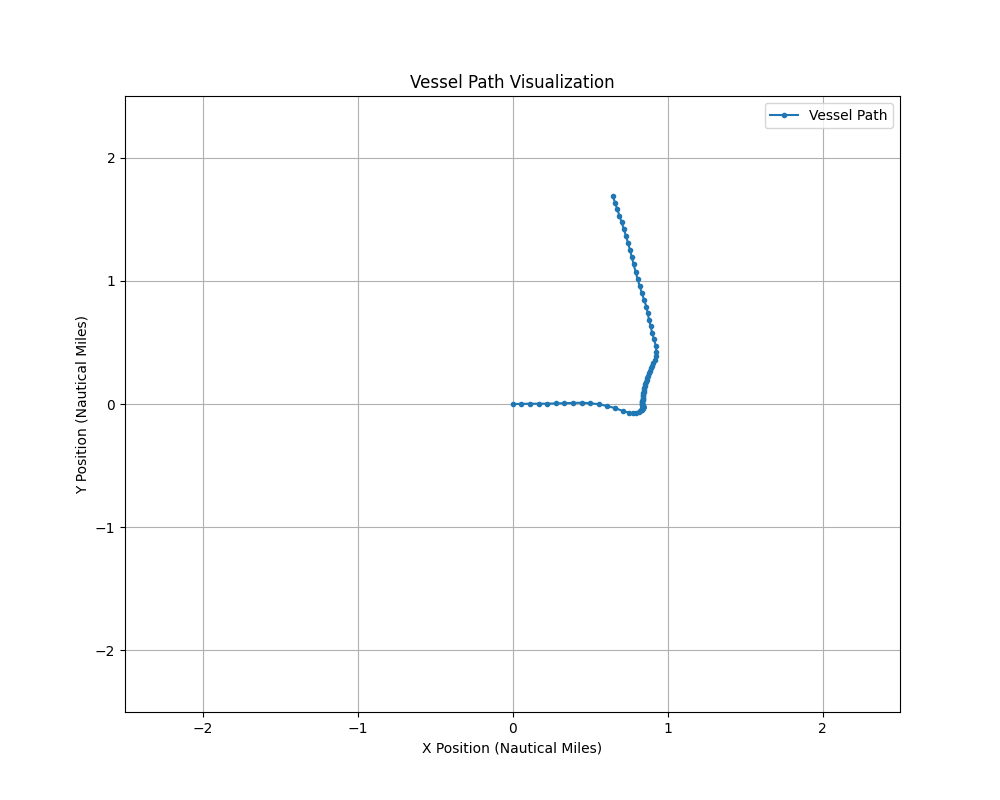 Vessel Path Visualization
Vessel Path
2
1
0
−1
−2
Y Position (Nautical Miles)
−2
−1
0
1
2
X Position (Nautical Miles)